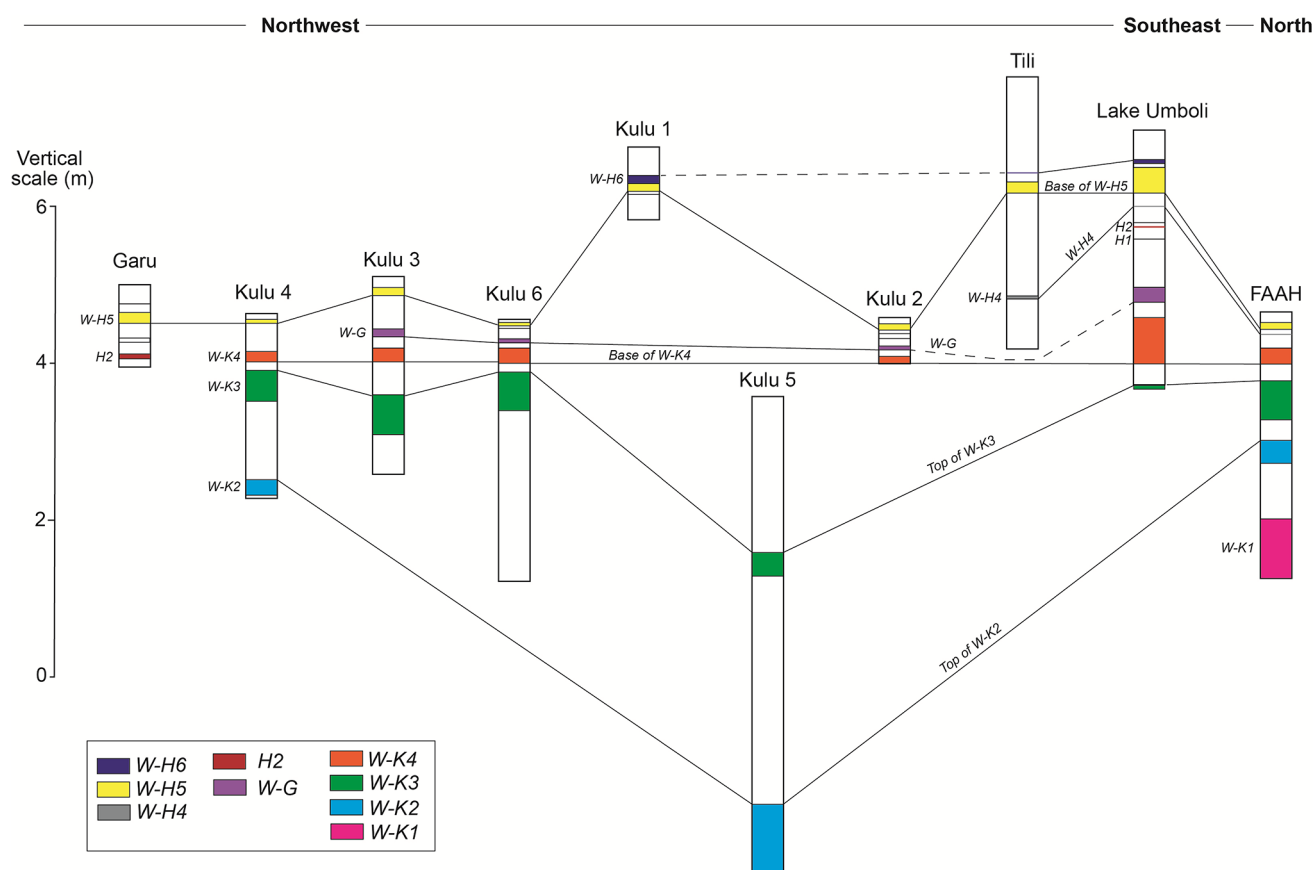 Northwest
Southeast
North
Tili
Lake Umboli
Kulu 1
Vertical
scale (m)
W-H6
Base of W-H5
6
H2
W-H4
H1
Garu
Kulu 3
Kulu 4
Kulu 6
Kulu 2
FAAH
W-H4
W-H5
W-G
W-G
H2
W-K4
Base of W-K4
4
Kulu 5
W-K3
Top of W-K3
W-K2
2
W-K1
Top of W-K2
0
W-H6
H2
W-K4
W-H5
W-G
W-K3
W-H4
W-K2
W-K1